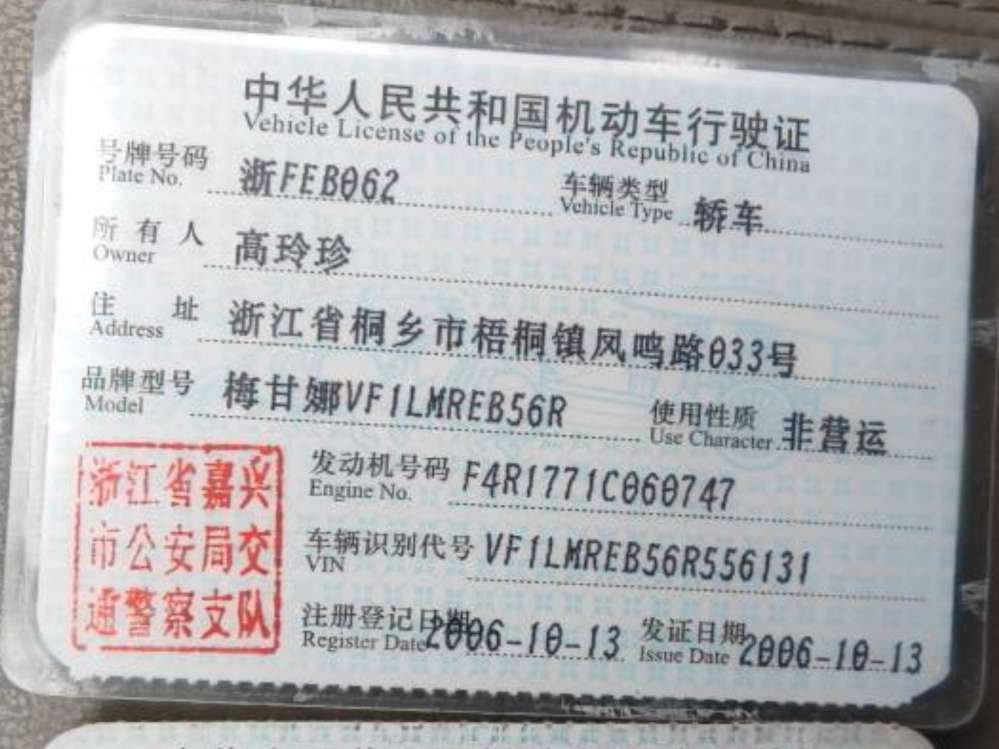 中华人民共和国机动车行驶证
Vehicle License of the People's Republic of China
号牌号码 浙FEB062 车辆类型 轿车
Plate No. Vehicle Type
所有人 高玲珍
Owner
住址 浙江省桐乡市梧桐镇凤鸣路033号
Address
品牌型号 梅甘娜VF1LMREB56R 使用性质 非营运
Model Use Character
浙江省嘉兴
市公安局交
通警察支队
发动机号码 F4R1771C060747
Engine No.
车辆识别代号 VF1LMREB56R556131
VIN
注册登记日期 2006-10-13 发证日期 2006-10-13
Register Date Issue Date